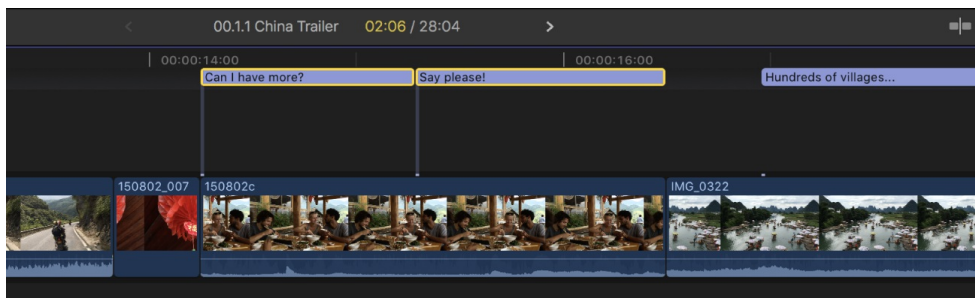 < 00.1.1 China Trailer 02:06 / 28:04 >
00:00:14:00 00:00:16:00
Can I have more? Say please! Hundreds of villages...
150802_007 150802c IMG_0322